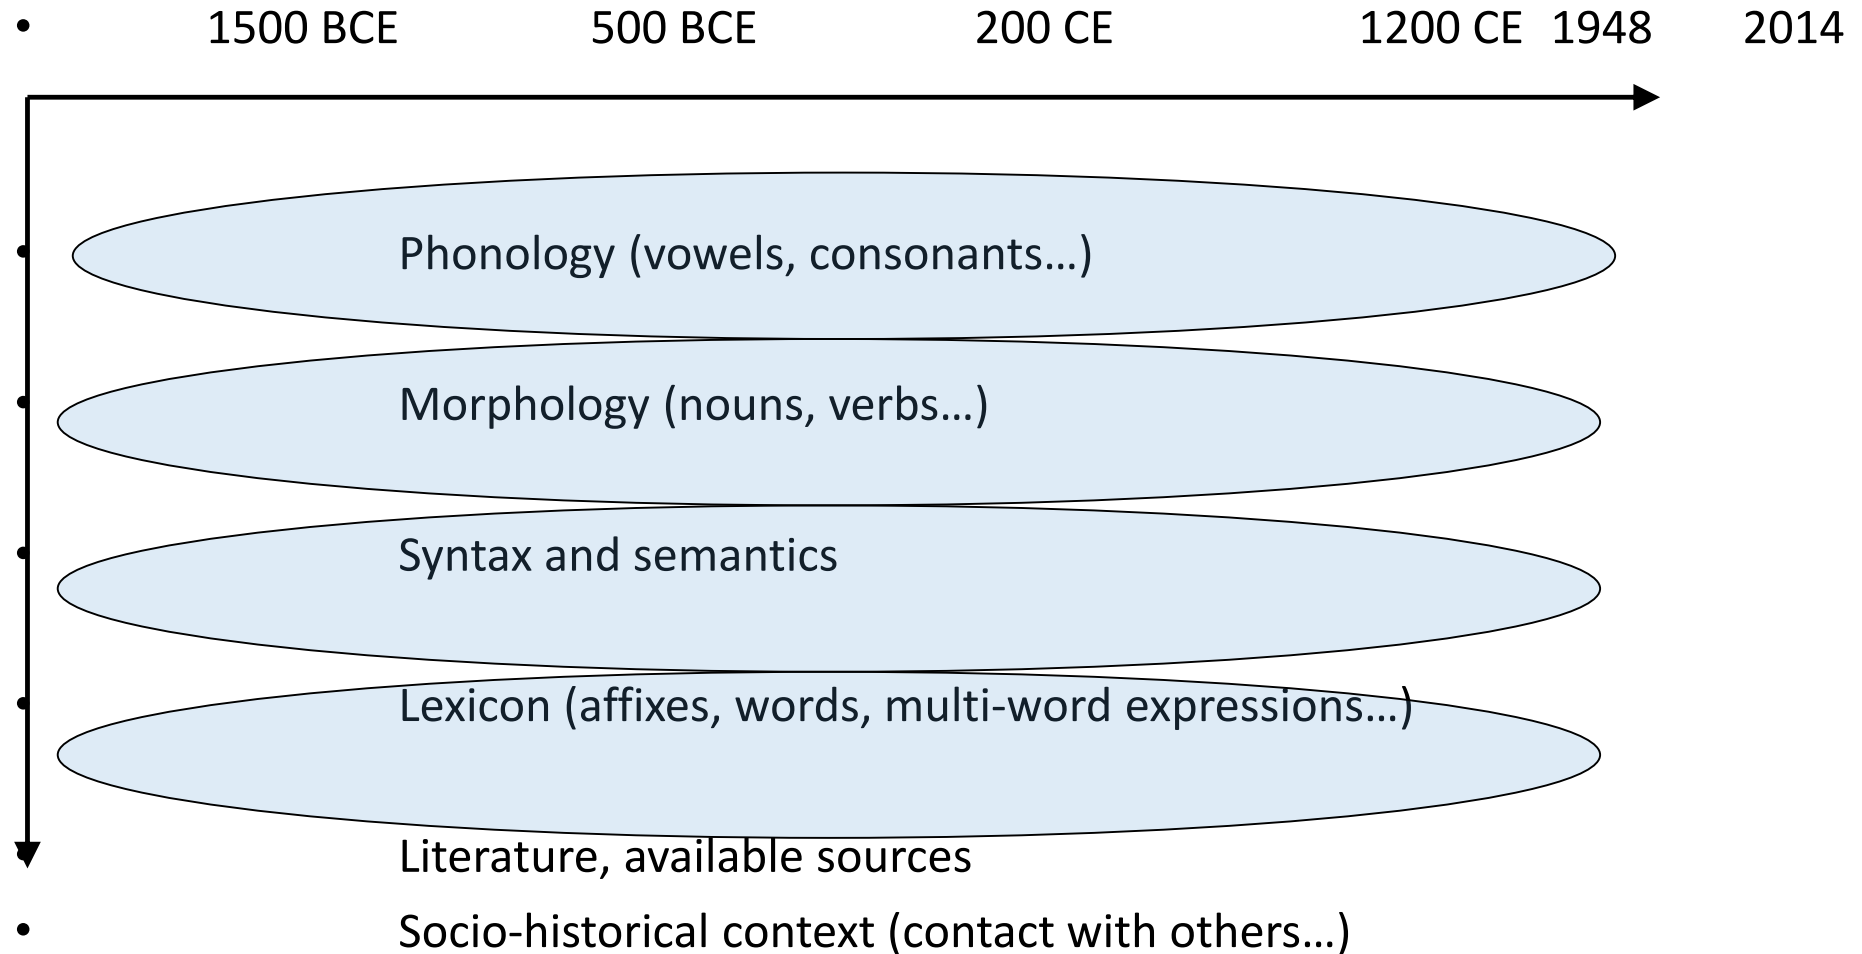 • 1500 BCE 500 BCE 200 CE 1200 CE 1948 2014
• Phonology (vowels, consonants…)
• Morphology (nouns, verbs…)
• Syntax and semantics
• Lexicon (affixes, words, multi-word expressions…)
• Literature, available sources
• Socio-historical context (contact with others…)